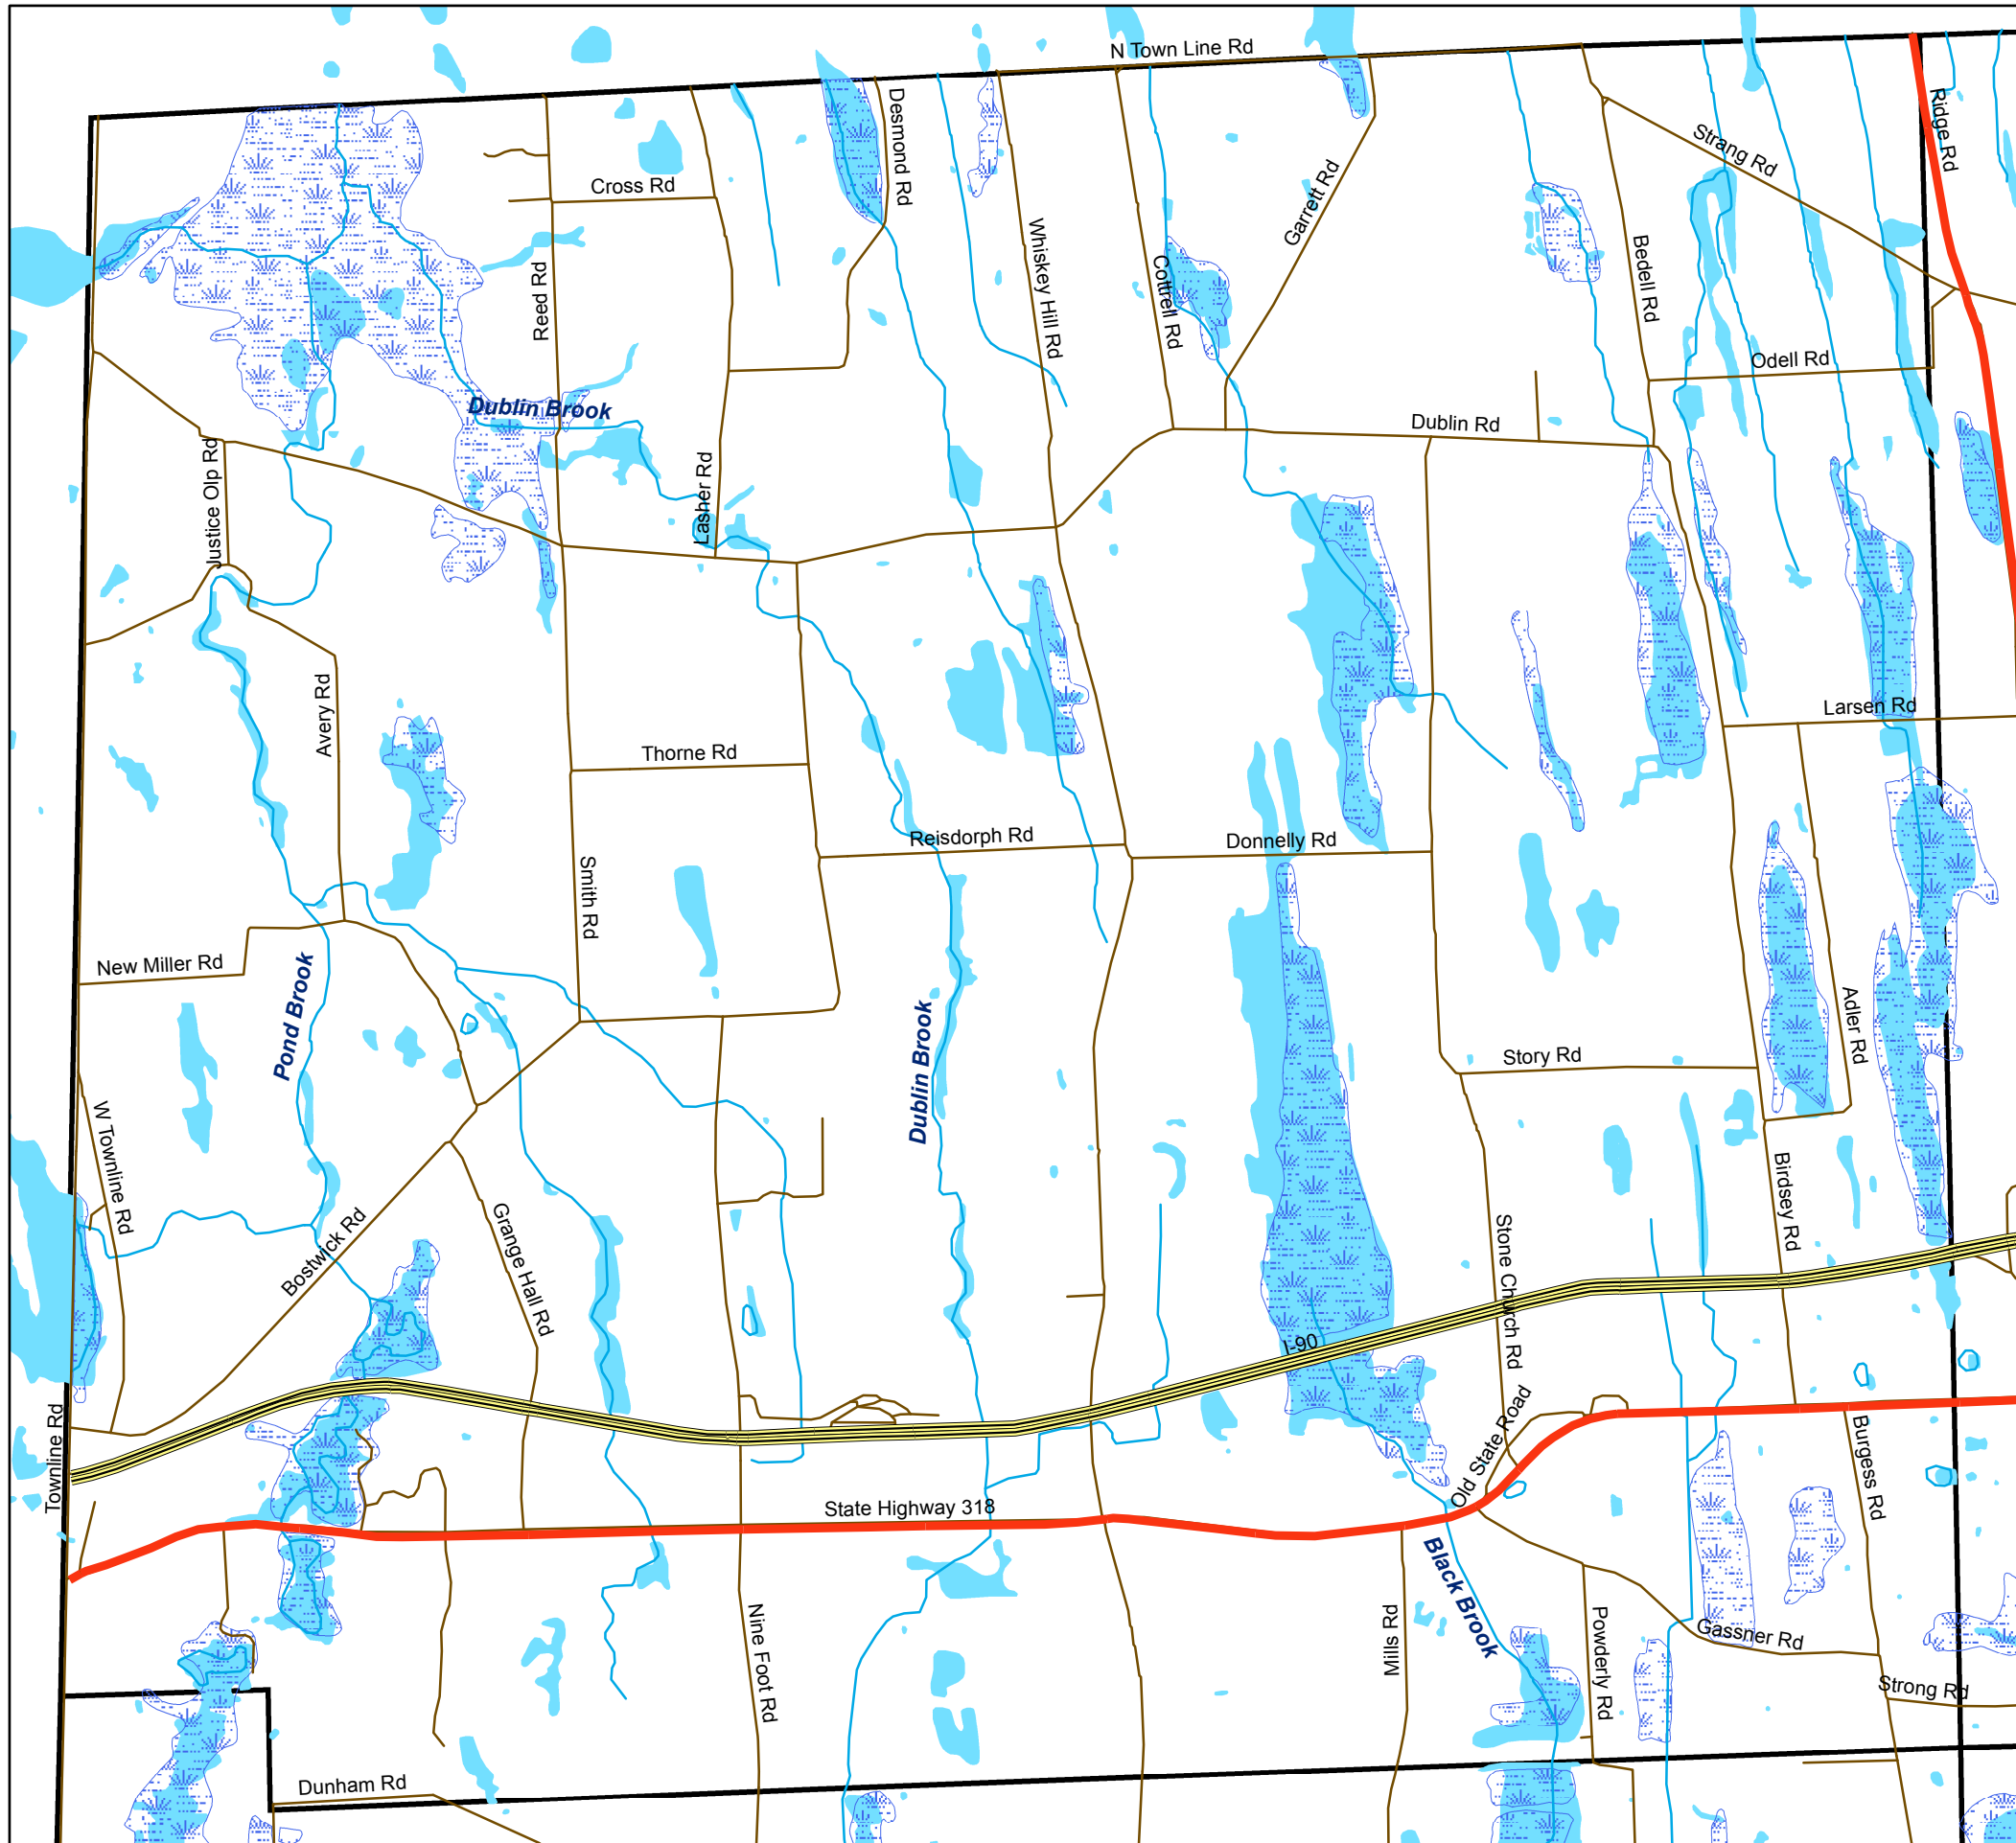 N Town Line Rd
Ridge Rd
Desmond Rd
Strang Rd
Cross Rd
Garrett Rd
Whiskey Hill Rd
Bedell Rd
Cottrell Rd
Reed Rd
Odell Rd
Dublin Brook
Dublin Rd
Justice Olp Rd
Lasher Rd
Avery Rd
Larsen Rd
Thorne Rd
Reisdorph Rd
Donnelly Rd
Smith Rd
New Miller Rd
Pond Brook
Dublin Brook
Adler Rd
Story Rd
W Townline Rd
Birdsey Rd
Bostwick Rd
Grange Hall Rd
Stone Church Rd
I-90
Townline Rd
Old State Road
Burgess Rd
State Highway 318
Black Brook
Nine Foot Rd
Mills Rd
Powderly Rd
Gassner Rd
Strong Rd
Dunham Rd